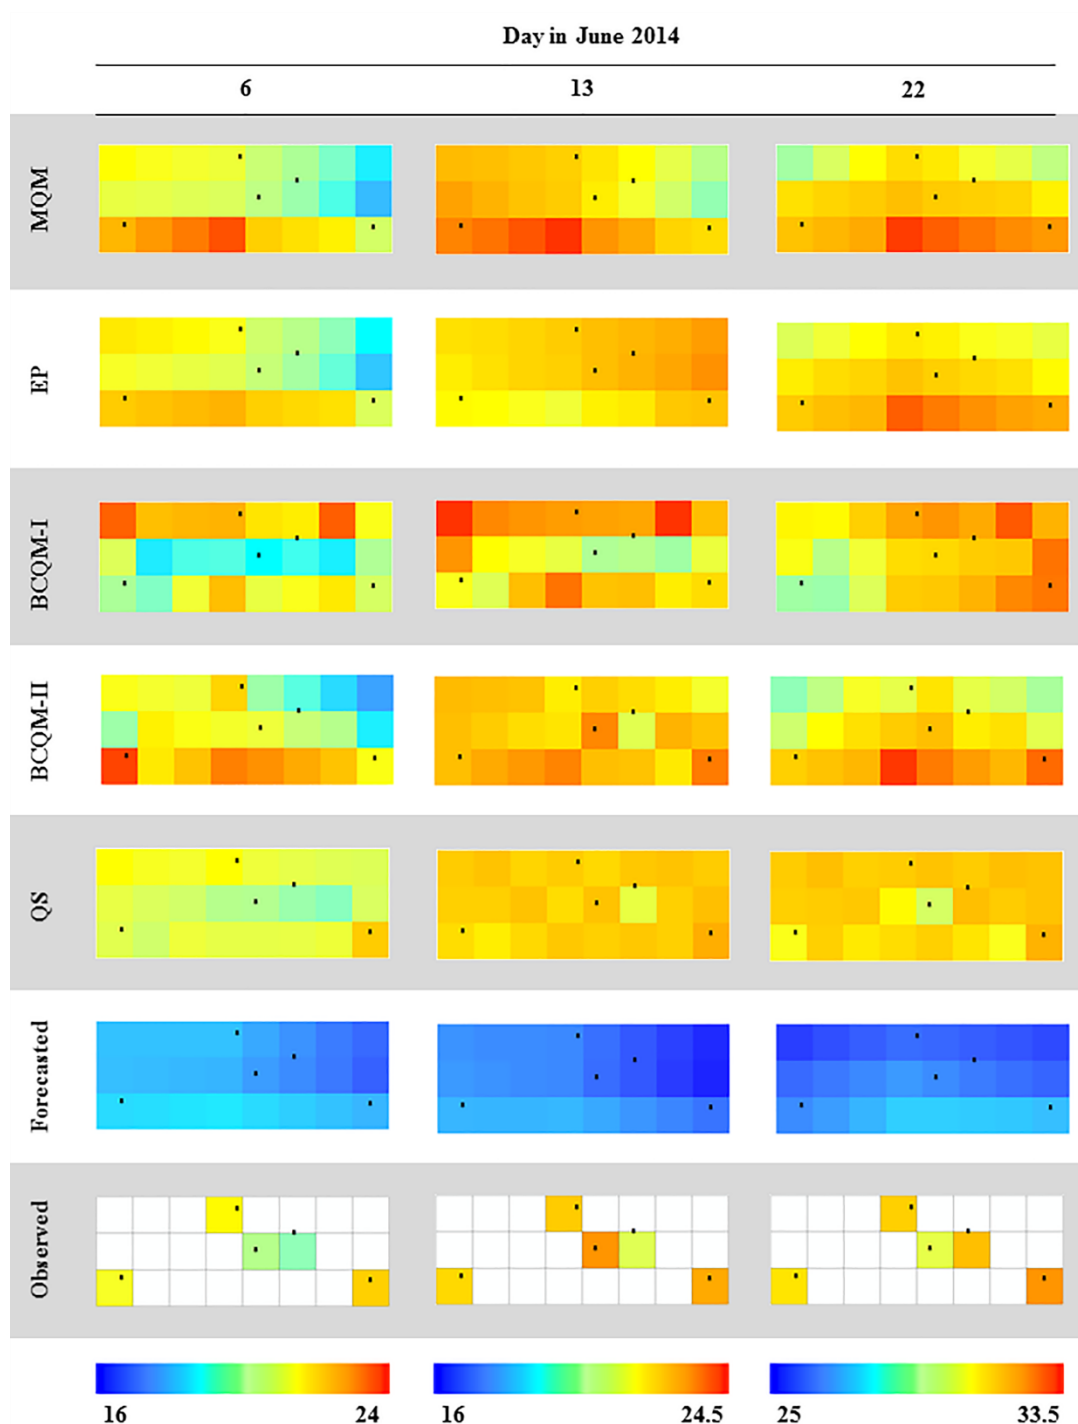 Day in June 2014
6 13 22
MQM
EP
BCQM-I
BCQM-II
QS
Forecasted
Observed
16 24 16 24.5 25 33.5